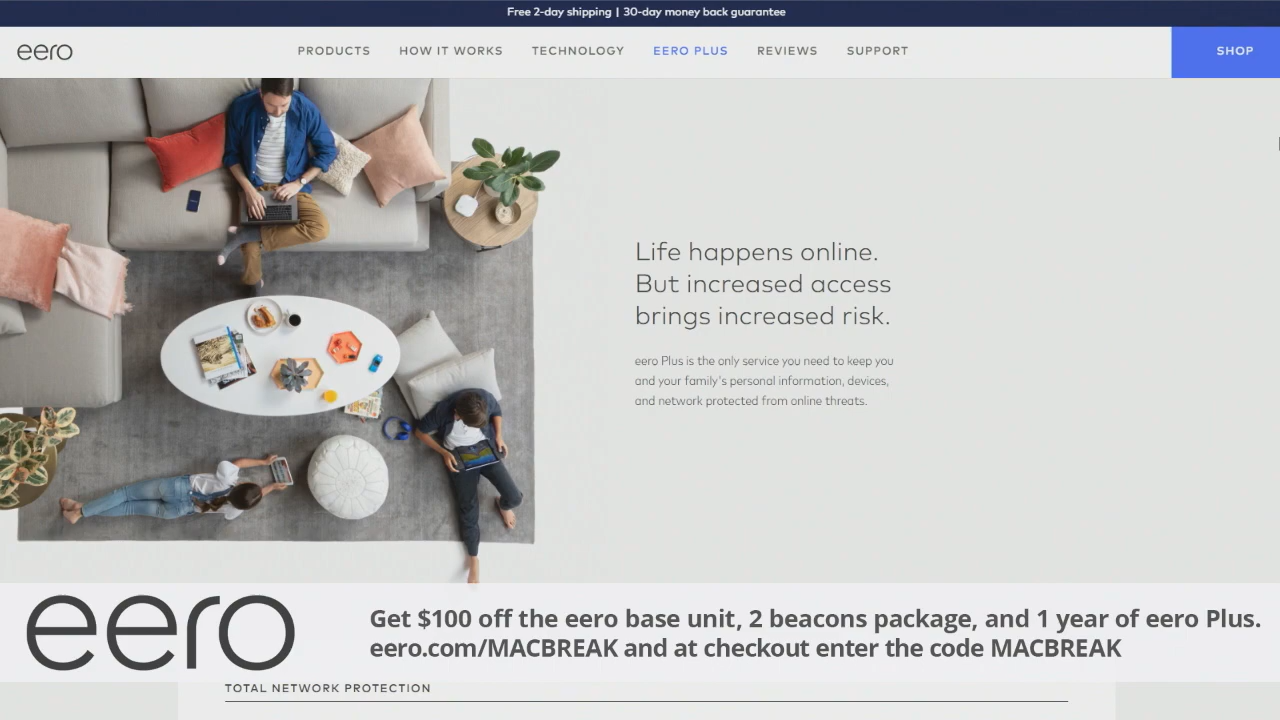 Free 2-day shipping | 30-day money back guarantee
eero
PRODUCTS
HOW IT WORKS
TECHNOLOGY
EERO PLUS
REVIEWS
SUPPORT
SHOP
Life happens online.
But increased access
brings increased risk.
eero Plus is the only service you need to keep you
and your family's personal information, devices,
and network protected from online threats.
eero
Get $100 off the eero base unit, 2 beacons package, and 1 year of eero Plus.
eero.com/MACBREAK and at checkout enter the code MACBREAK
TOTAL NETWORK PROTECTION